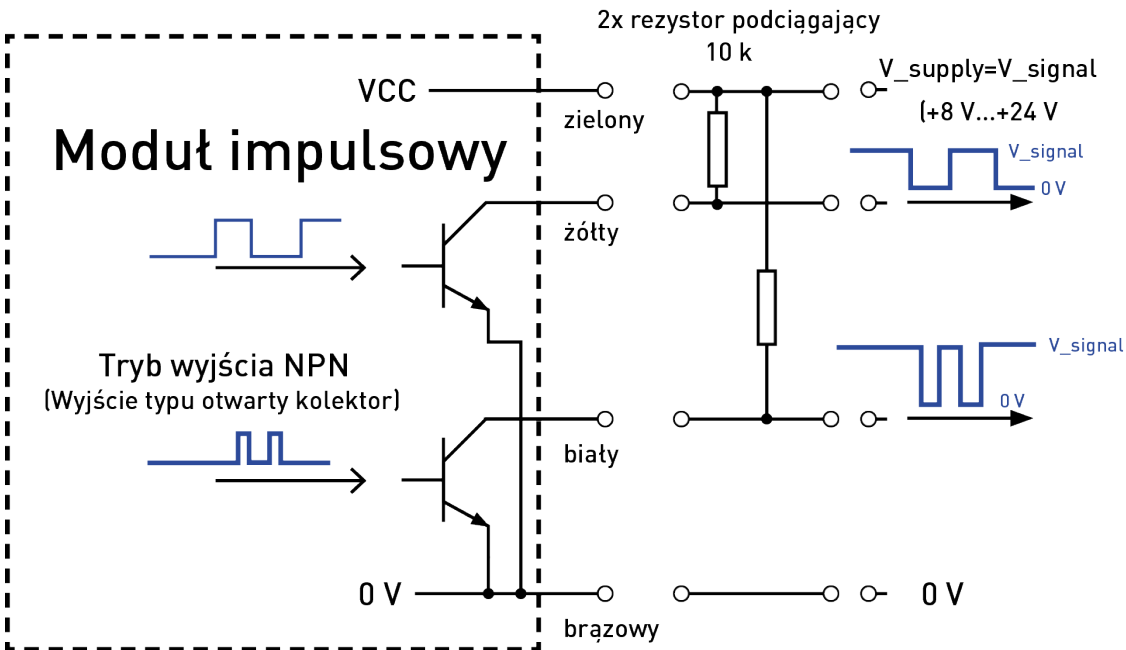 2x rezystor podciągający
10 k
VCC
zielony
V_supply=V_signal
(+8 V...+24 V
Moduł impulsowy
V_signal
0 V
żółty
Tryb wyjścia NPN
(Wyjście typu otwarty kolektor)
V_signal
0 V
biały
0 V
brązowy
0 V